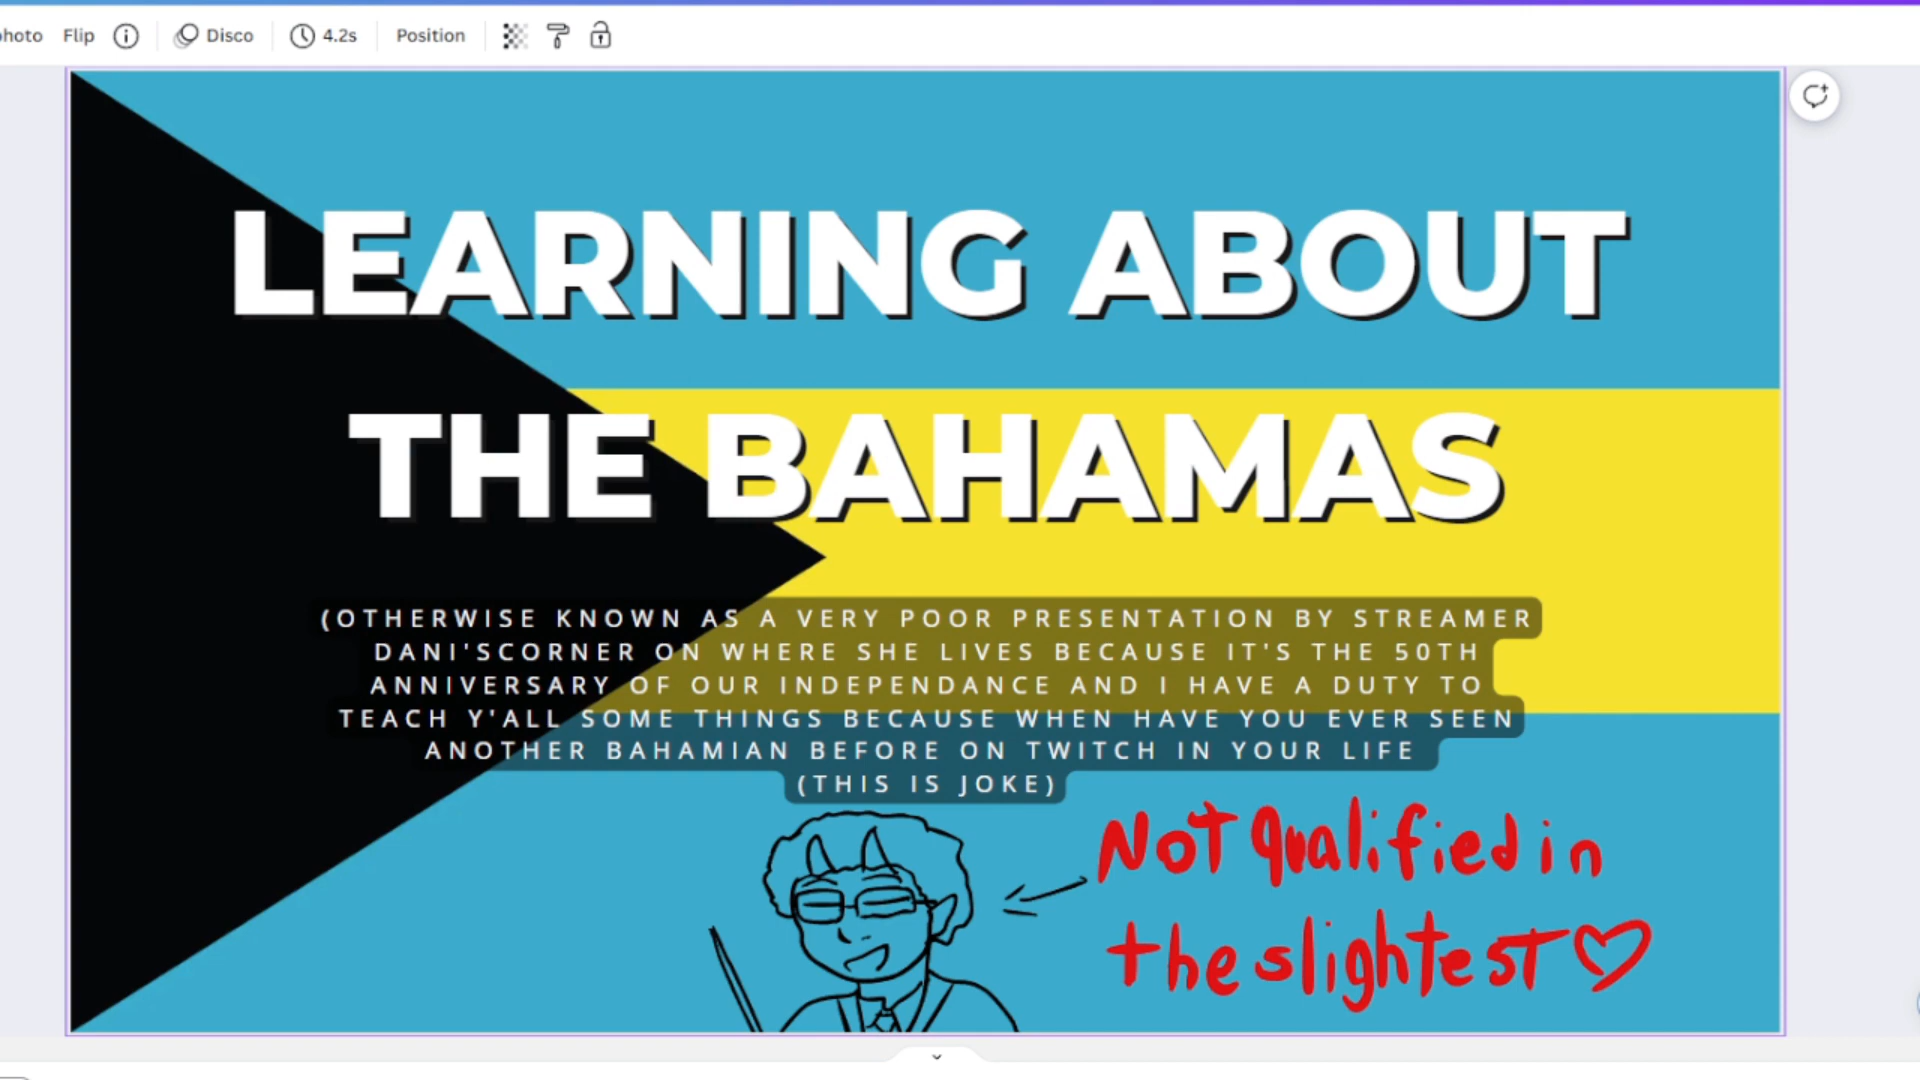 photo Flip Disco 4.2s Position
LEARNING ABOUT
THE BAHAMAS
(OTHERWISE KNOWN AS A VERY POOR PRESENTATION BY STREAMER
DANI'SCORNER ON WHERE SHE LIVES BECAUSE IT'S THE 50TH
ANNIVERSARY OF OUR INDEPENDANCE AND I HAVE A DUTY TO
TEACH Y'ALL SOME THINGS BECAUSE WHEN HAVE YOU EVER SEEN
ANOTHER BAHAMIAN BEFORE ON TWITCH IN YOUR LIFE
(THIS IS JOKE)
Not qualified in
the slightest